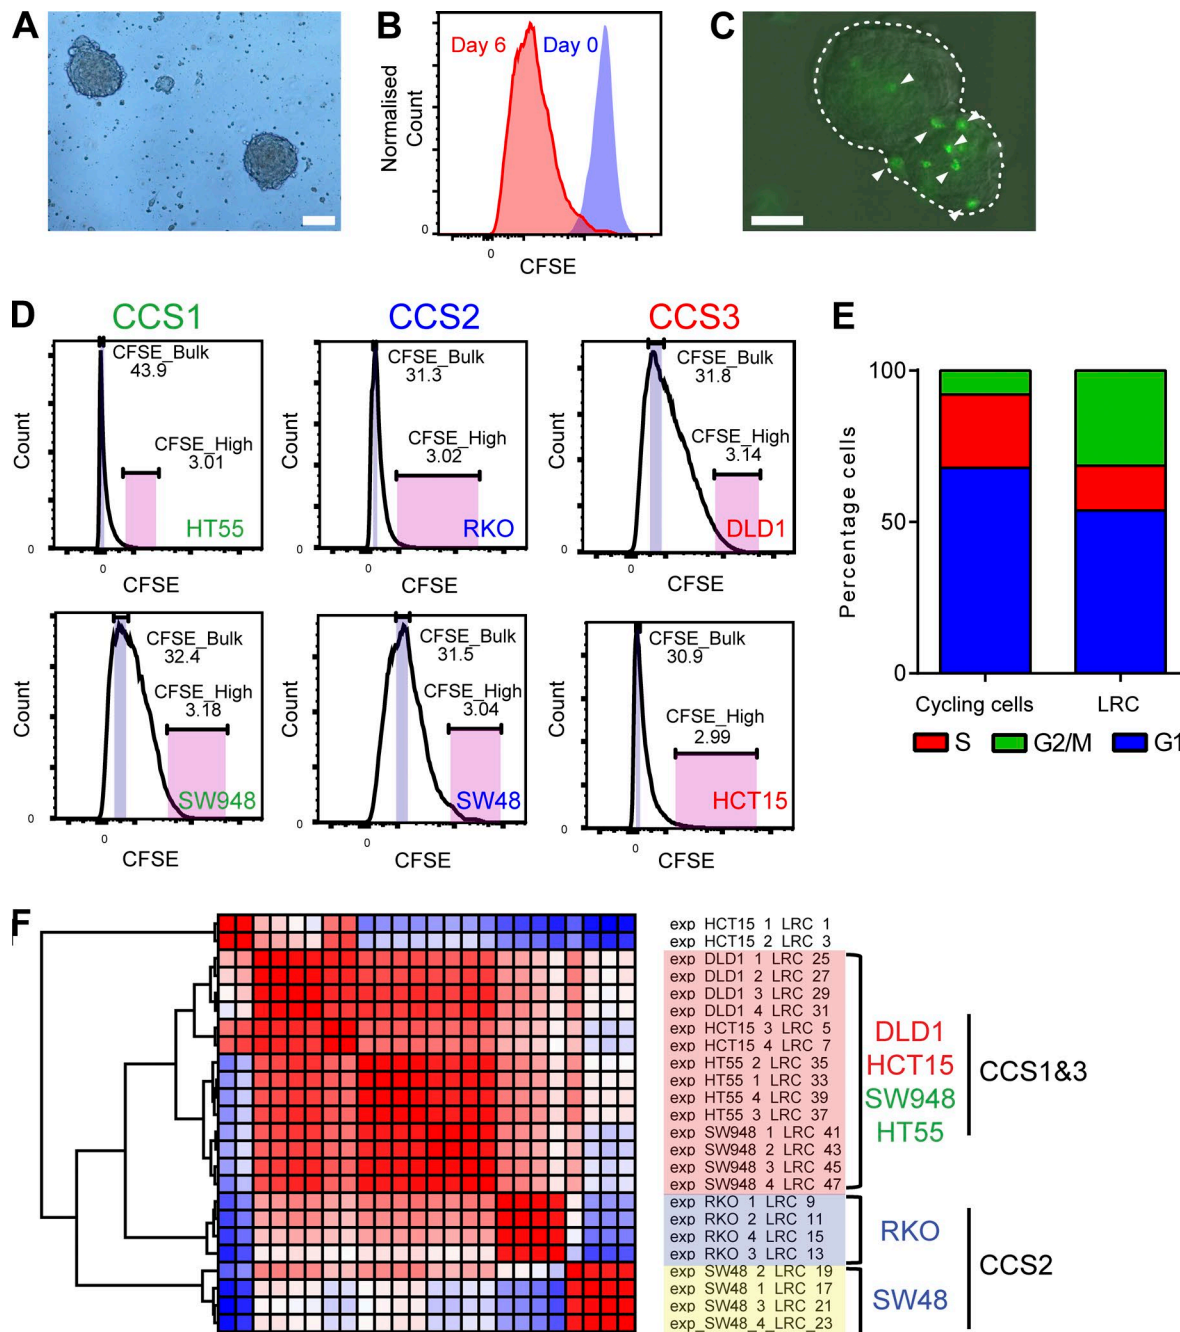 A
B
Normalised
Count
Day 6
Day 0
0
0
CFSE
C
D
CCS1
CCS2
CCS3
Count
CFSE_Bulk
43.9
CFSE_High
3.01
HT55
0
0
CFSE
Count
CFSE_Bulk
31.3
CFSE_High
3.02
RKO
0
0
CFSE
Count
CFSE_Bulk
31.8
CFSE_High
3.14
DLD1
0
0
CFSE
Count
CFSE_Bulk
32.4
CFSE_High
3.18
SW948
0
0
CFSE
Count
CFSE_Bulk
31.5
CFSE_High
3.04
SW48
0
0
CFSE
Count
CFSE_Bulk
30.9
CFSE_High
2.99
HCT15
0
0
CFSE
E
Percentage cells
100
50
0
Cycling cells
LRC
S
G2/M
G1
F
exp HCT15 1 LRC 1
exp HCT15 2 LRC 3
exp DLD1 1 LRC 25
exp DLD1 2 LRC 27
exp DLD1 3 LRC 29
exp DLD1 4 LRC 31
exp HCT15 3 LRC 5
exp HCT15 4 LRC 7
exp HT55 2 LRC 35
exp HT55 1 LRC 33
exp HT55 4 LRC 39
exp HT55 3 LRC 37
exp SW948 1 LRC 41
exp SW948 2 LRC 43
exp SW948 3 LRC 45
exp SW948 4 LRC 47
exp RKO 1 LRC 9
exp RKO 2 LRC 11
exp RKO 4 LRC 15
exp RKO 3 LRC 13
exp SW48 2 LRC 19
exp SW48 1 LRC 17
exp SW48 3 LRC 21
exp_SW48_4_LRC_23
DLD1
HCT15
SW948
HT55
CCS1&3
RKO
SW48
CCS2